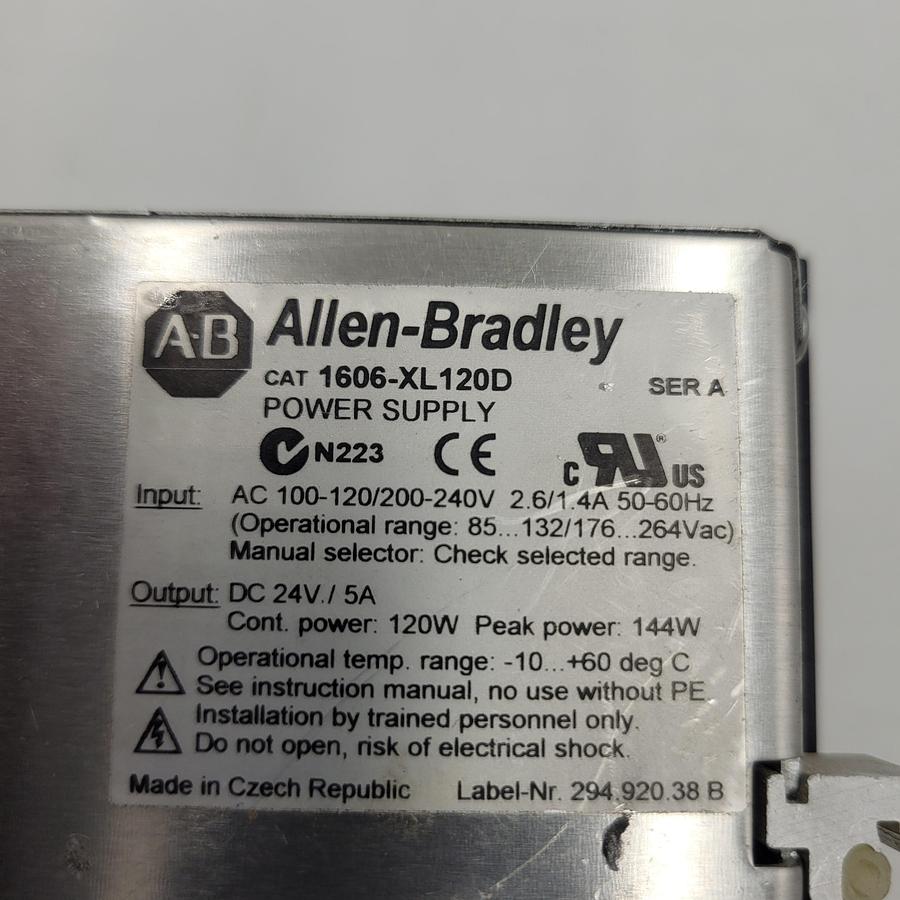 A-B Allen-Bradley
CAT 1606-XL120D SER A
POWER SUPPLY
N223 CE c RU ® US
Input: AC 100-120/200-240V 2.6/1.4A 50-60Hz
(Operational range: 85...132/176...264Vac)
Manual selector: Check selected range.
Output: DC 24V./ 5A
Cont. power: 120W Peak power: 144W
Operational temp. range: -10...+60 deg C
See instruction manual, no use without PE.
Installation by trained personnel only.
Do not open, risk of electrical shock.
Made in Czech Republic Label-Nr. 294.920.38 B